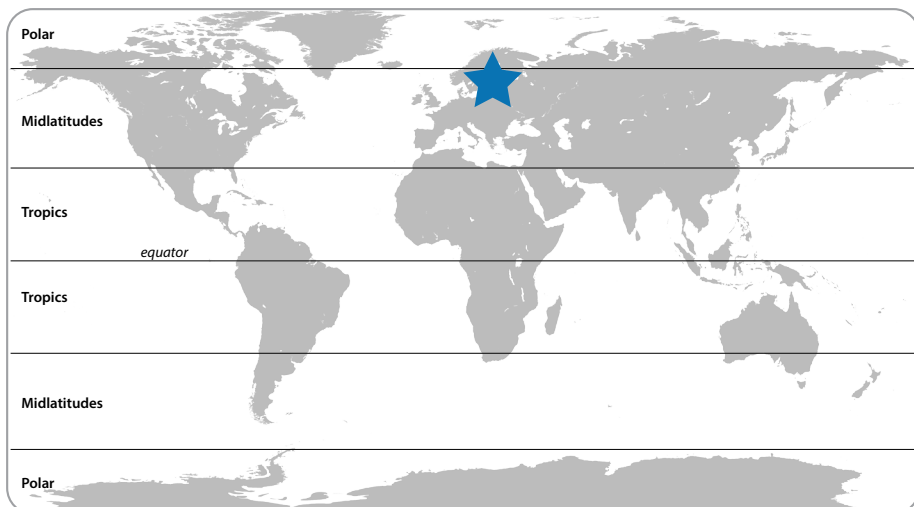 Polar
Midlatitudes
Tropics
equator
Tropics
Midlatitudes
Polar